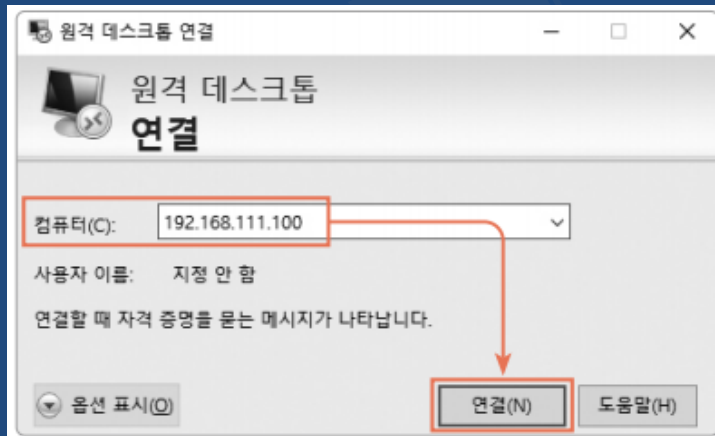 원격 데스크톱 연결
원격 데스크톱
연결
컴퓨터(C): 192.168.111.100
사용자 이름: 지정 안 함
연결할 때 자격 증명을 묻는 메시지가 나타납니다.
옵션 표시(O) 연결(N) 도움말(H)